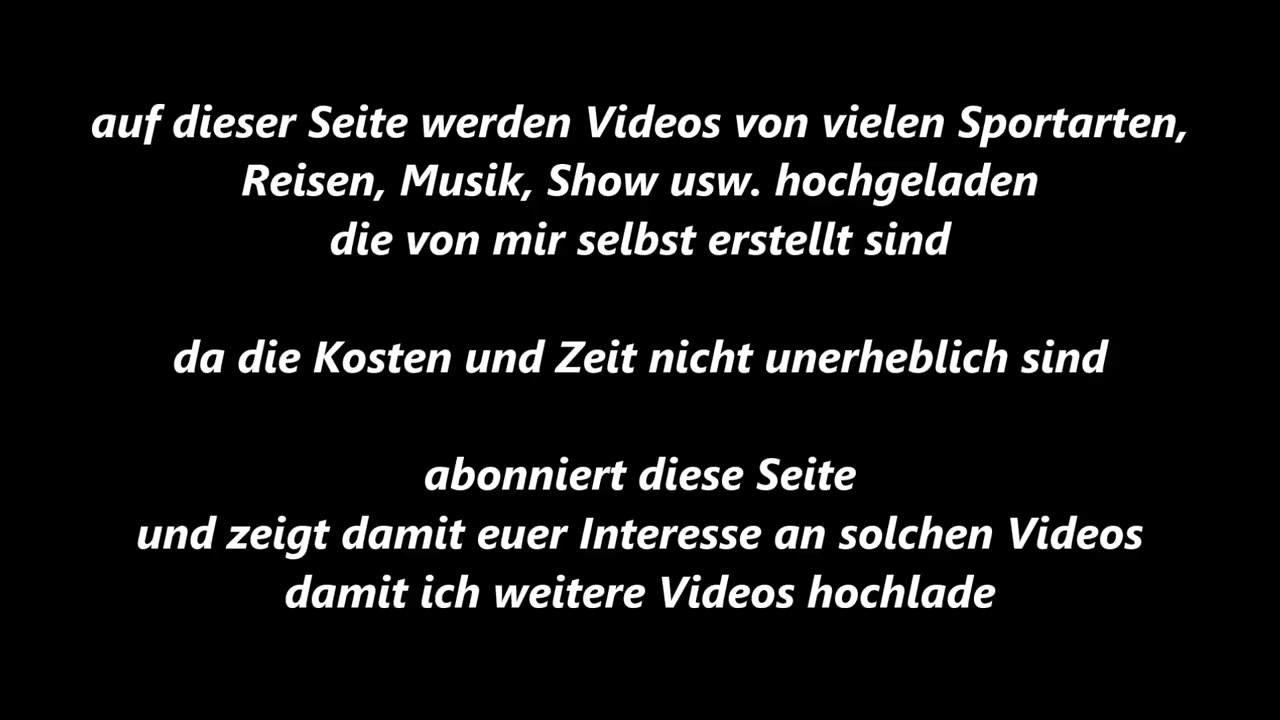 auf dieser Seite werden Videos von vielen Sportarten,
Reisen, Musik, Show usw. hochgeladen
die von mir selbst erstellt sind
da die Kosten und Zeit nicht unerheblich sind
abonniert diese Seite
und zeigt damit euer Interesse an solchen Videos
damit ich weitere Videos hochlade